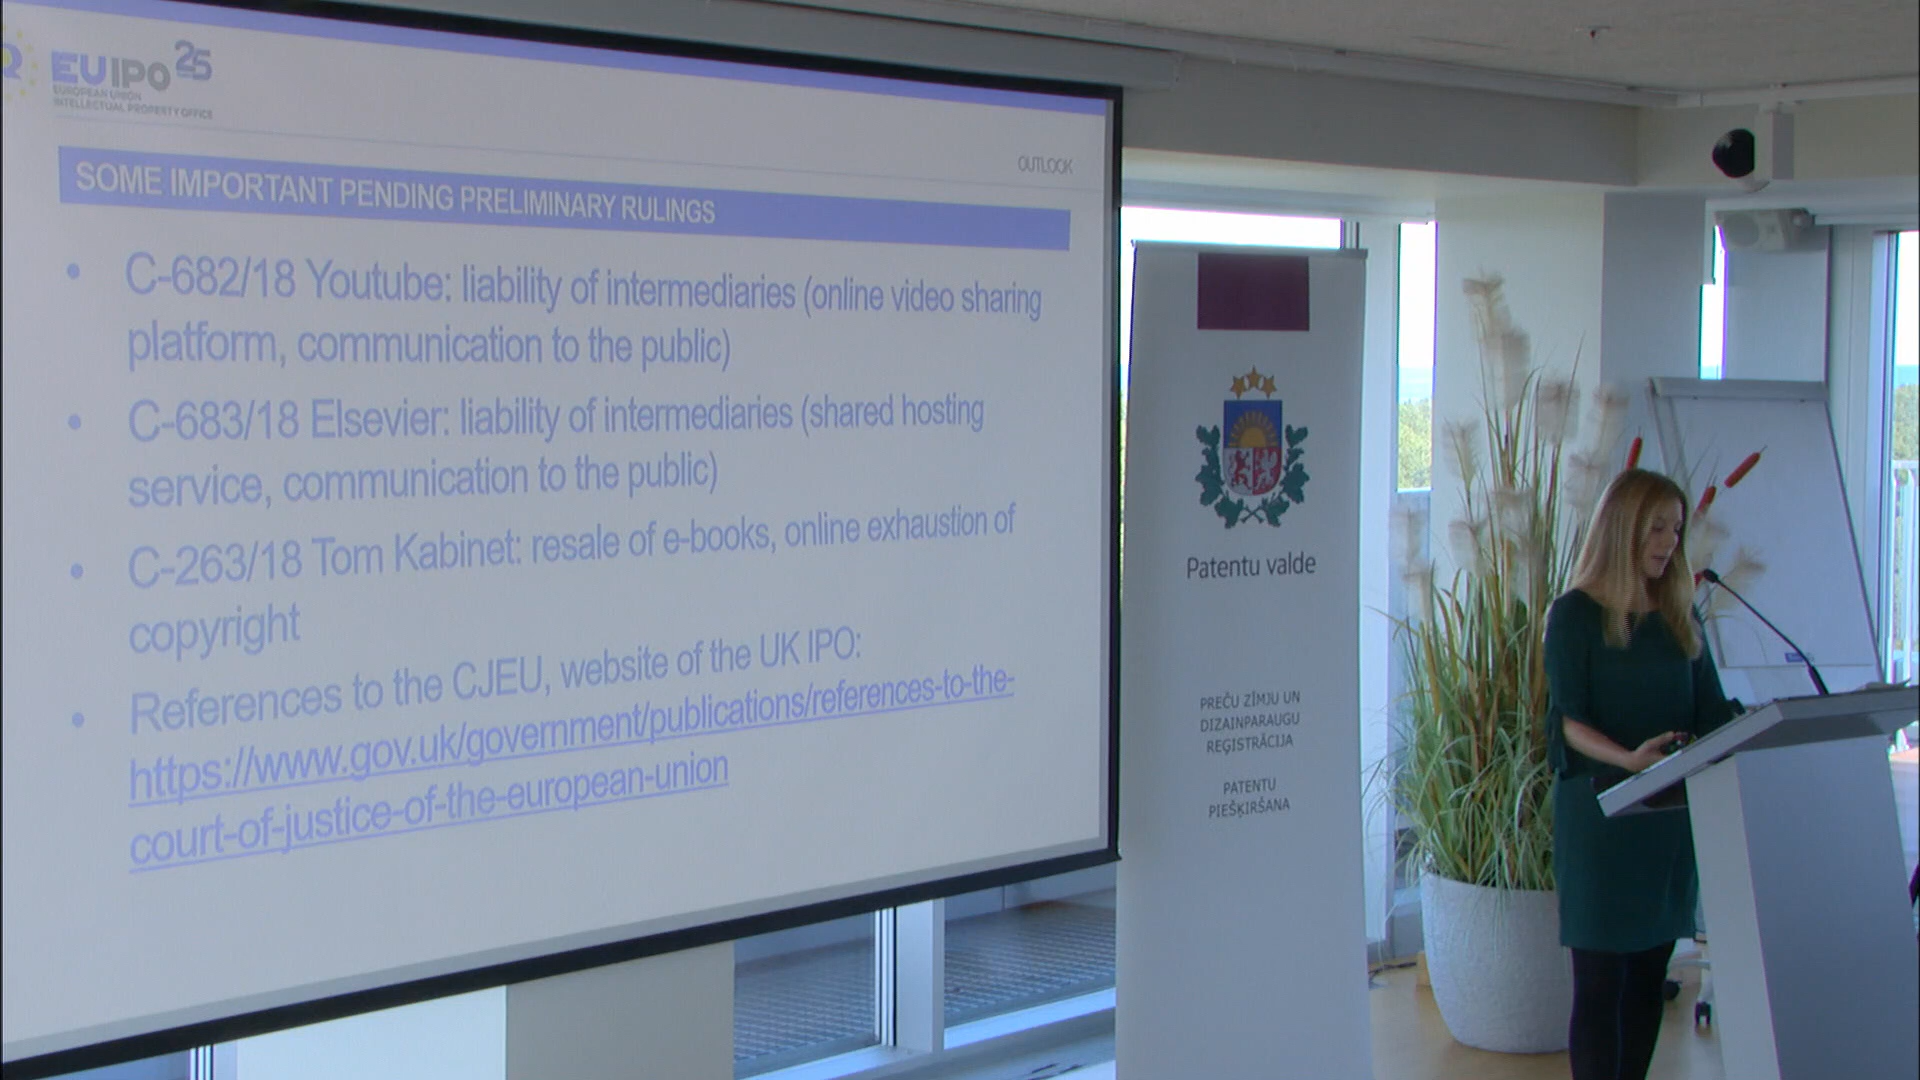 EUIPO 25
EUROPEAN UNION
INTELLECTUAL PROPERTY OFFICE
OUTLOOK
SOME IMPORTANT PENDING PRELIMINARY RULINGS
• C-682/18 Youtube: liability of intermediaries (online video sharing
platform, communication to the public)
• C-683/18 Elsevier: liability of intermediaries (shared hosting
service, communication to the public)
• C-263/18 Tom Kabinet: resale of e-books, online exhaustion of
copyright
• References to the CJEU, website of the UK IPO:
https://www.gov.uk/government/publications/references-to-the-
court-of-justice-of-the-european-union
Patentu valde
PREČU ZĪMJU UN
DIZAINPARAUGU
REĢISTRĀCIJA
PATENTU
PIEŠĶIRŠANA